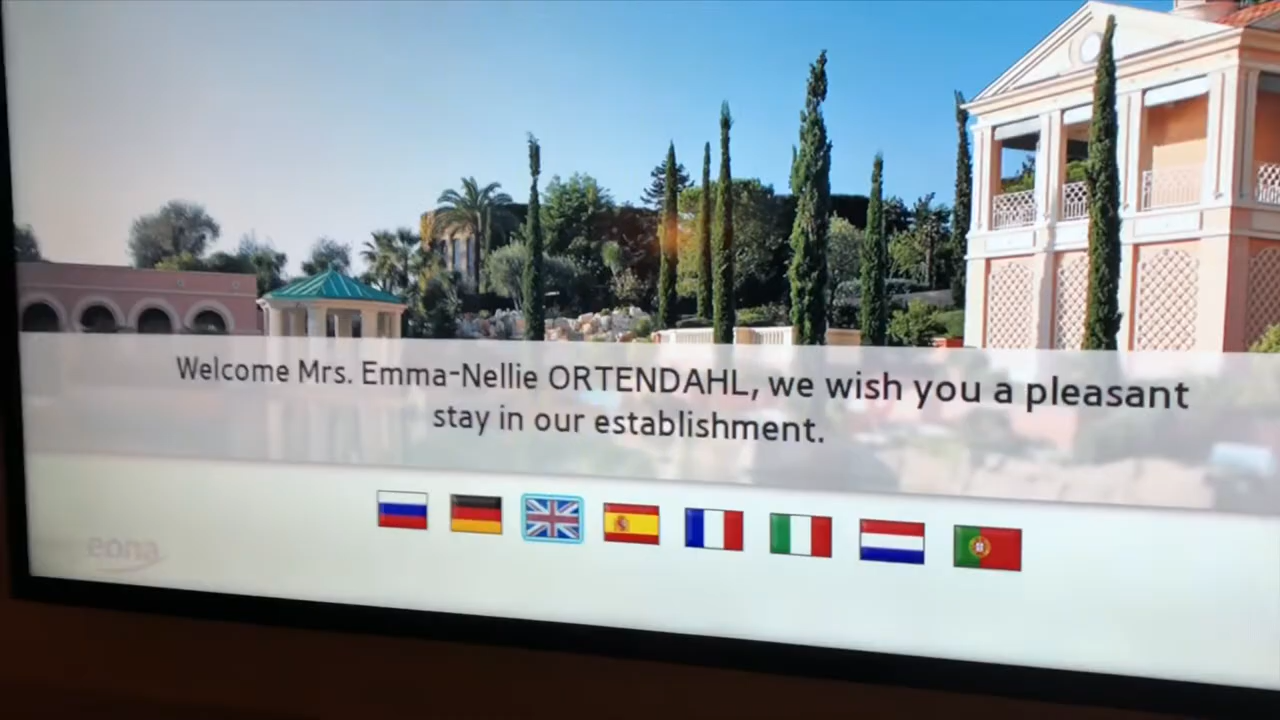 Welcome Mrs. Emma-Nellie ORTENDAHL, we wish you a pleasant
stay in our establishment.
eona